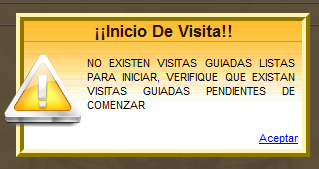 ¡¡Inicio De Visita!!
NO EXISTEN VISITAS GUIADAS LISTAS
PARA INICIAR, VERIFIQUE QUE EXISTAN
VISITAS GUIADAS PENDIENTES DE
COMENZAR
Aceptar